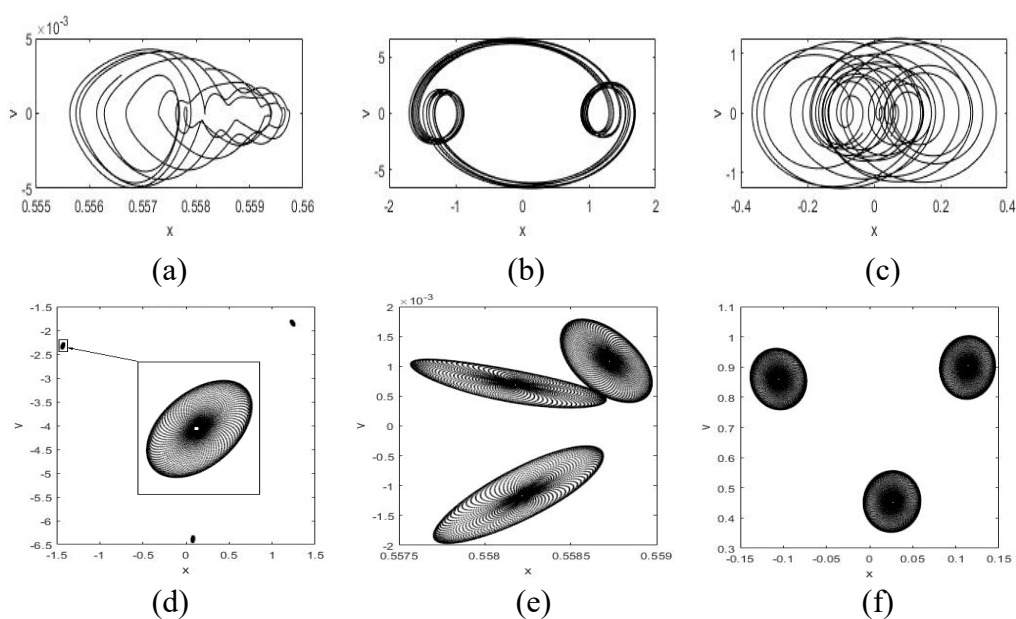 ×10-3
5
0
-5
v
0.555 0.556 0.557 0.558 0.559 0.56
x
(a)
5
0
-5
v
-2 -1 0 1 2
x
(b)
1
0
-1
v
-0.4 -0.2 0 0.2 0.4
x
(c)
-1.5
-2
-2.5
-3
-3.5
-4
-4.5
-5
-5.5
-6
-6.5
v
-1.5 -1 -0.5 0 0.5 1 1.5
x
(d)
×10-3
2
1.5
1
0.5
0
-0.5
-1
-1.5
-2
v
0.5575 0.558 0.5585 0.559
x
(e)
1.1
1
0.9
0.8
0.7
0.6
0.5
0.4
0.3
v
-0.15 -0.1 -0.05 0 0.05 0.1 0.15
x
(f)